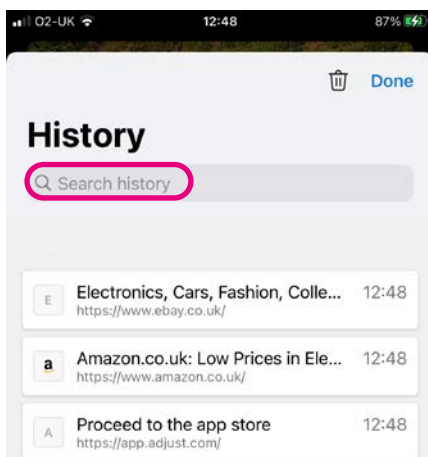 O2-UK 12:48 87%
Done
History
Search history
E Electronics, Cars, Fashion, Colle... 12:48
https://www.ebay.co.uk/
a Amazon.co.uk: Low Prices in Ele... 12:48
https://www.amazon.co.uk/
A Proceed to the app store 12:48
https://app.adjust.com/